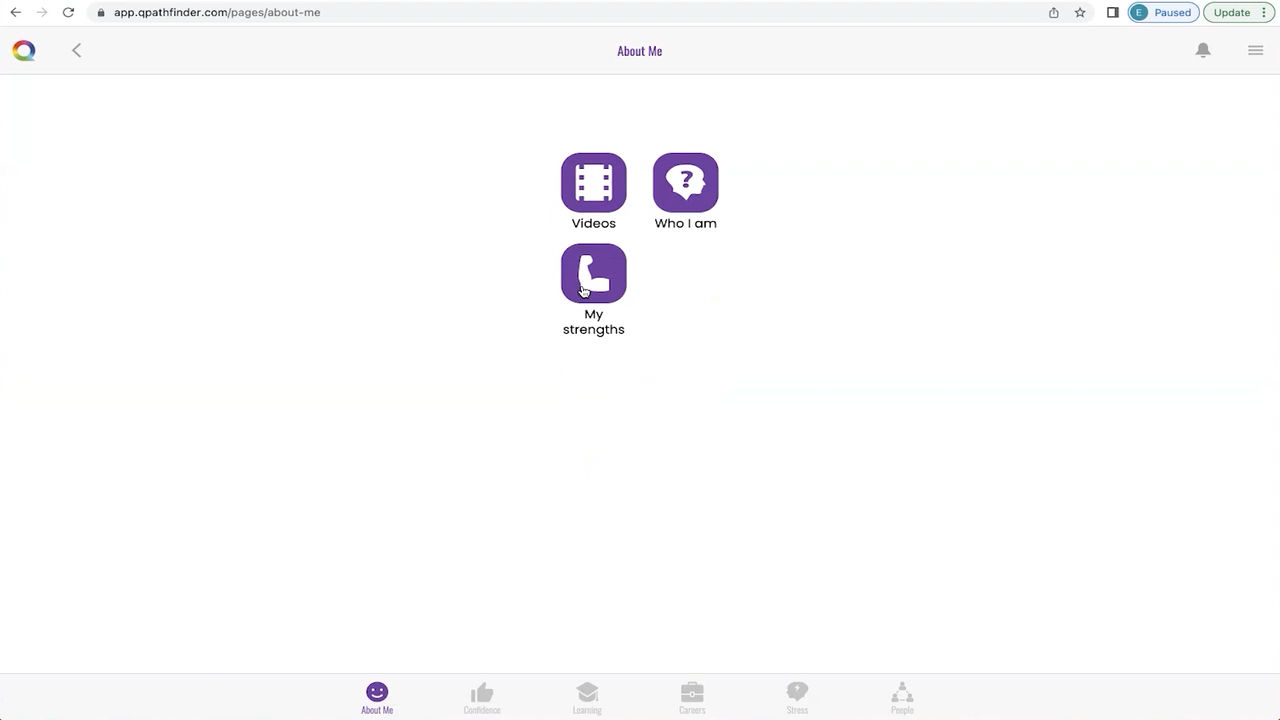 app.qpathfinder.com/pages/about-me
E Paused
Update
About Me
?
Videos
Who I am
My
strengths
About Me
Confidence
Learning
Careers
Stress
People